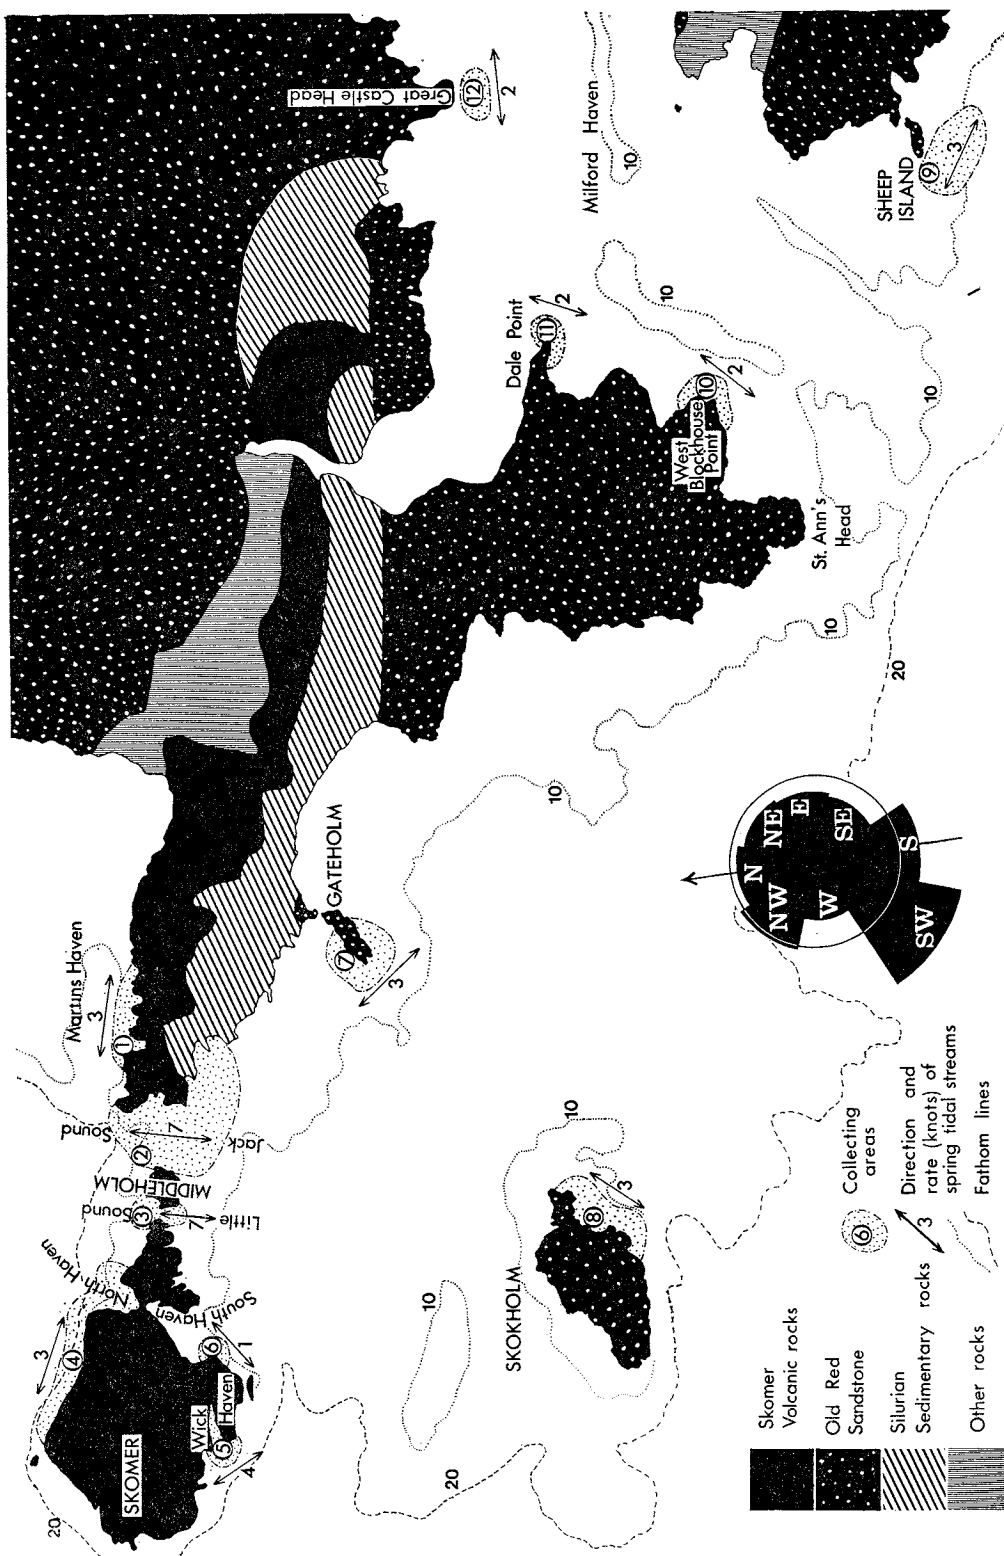 20
SKOMER
3
④
North Haven
Wick
Haven
⑤
4
⑥
1
South Haven
Little
Sound
③
7
MIDDLEHOLM
②
Jack
Sound
7
Martins Haven
3
①
GATEHOLM
⑦
3
Great Castle Head
⑫
2
Milford Haven
10
Dale Point
⑪
2
10
West
Blockhouse
Point
⑩
2
St. Ann's
Head
SHEEP
ISLAND
⑨
3
10
10
20
10
10
SKOKHOLM
⑧
3
10
20
N
NE
E
SE
S
SW
W
NW
Skomer
Volcanic rocks
Old Red
Sandstone
Silurian
Sedimentary rocks
Other rocks
⑥
Collecting
areas
3
Direction and
rate (knots) of
spring tidal streams
Fathom lines